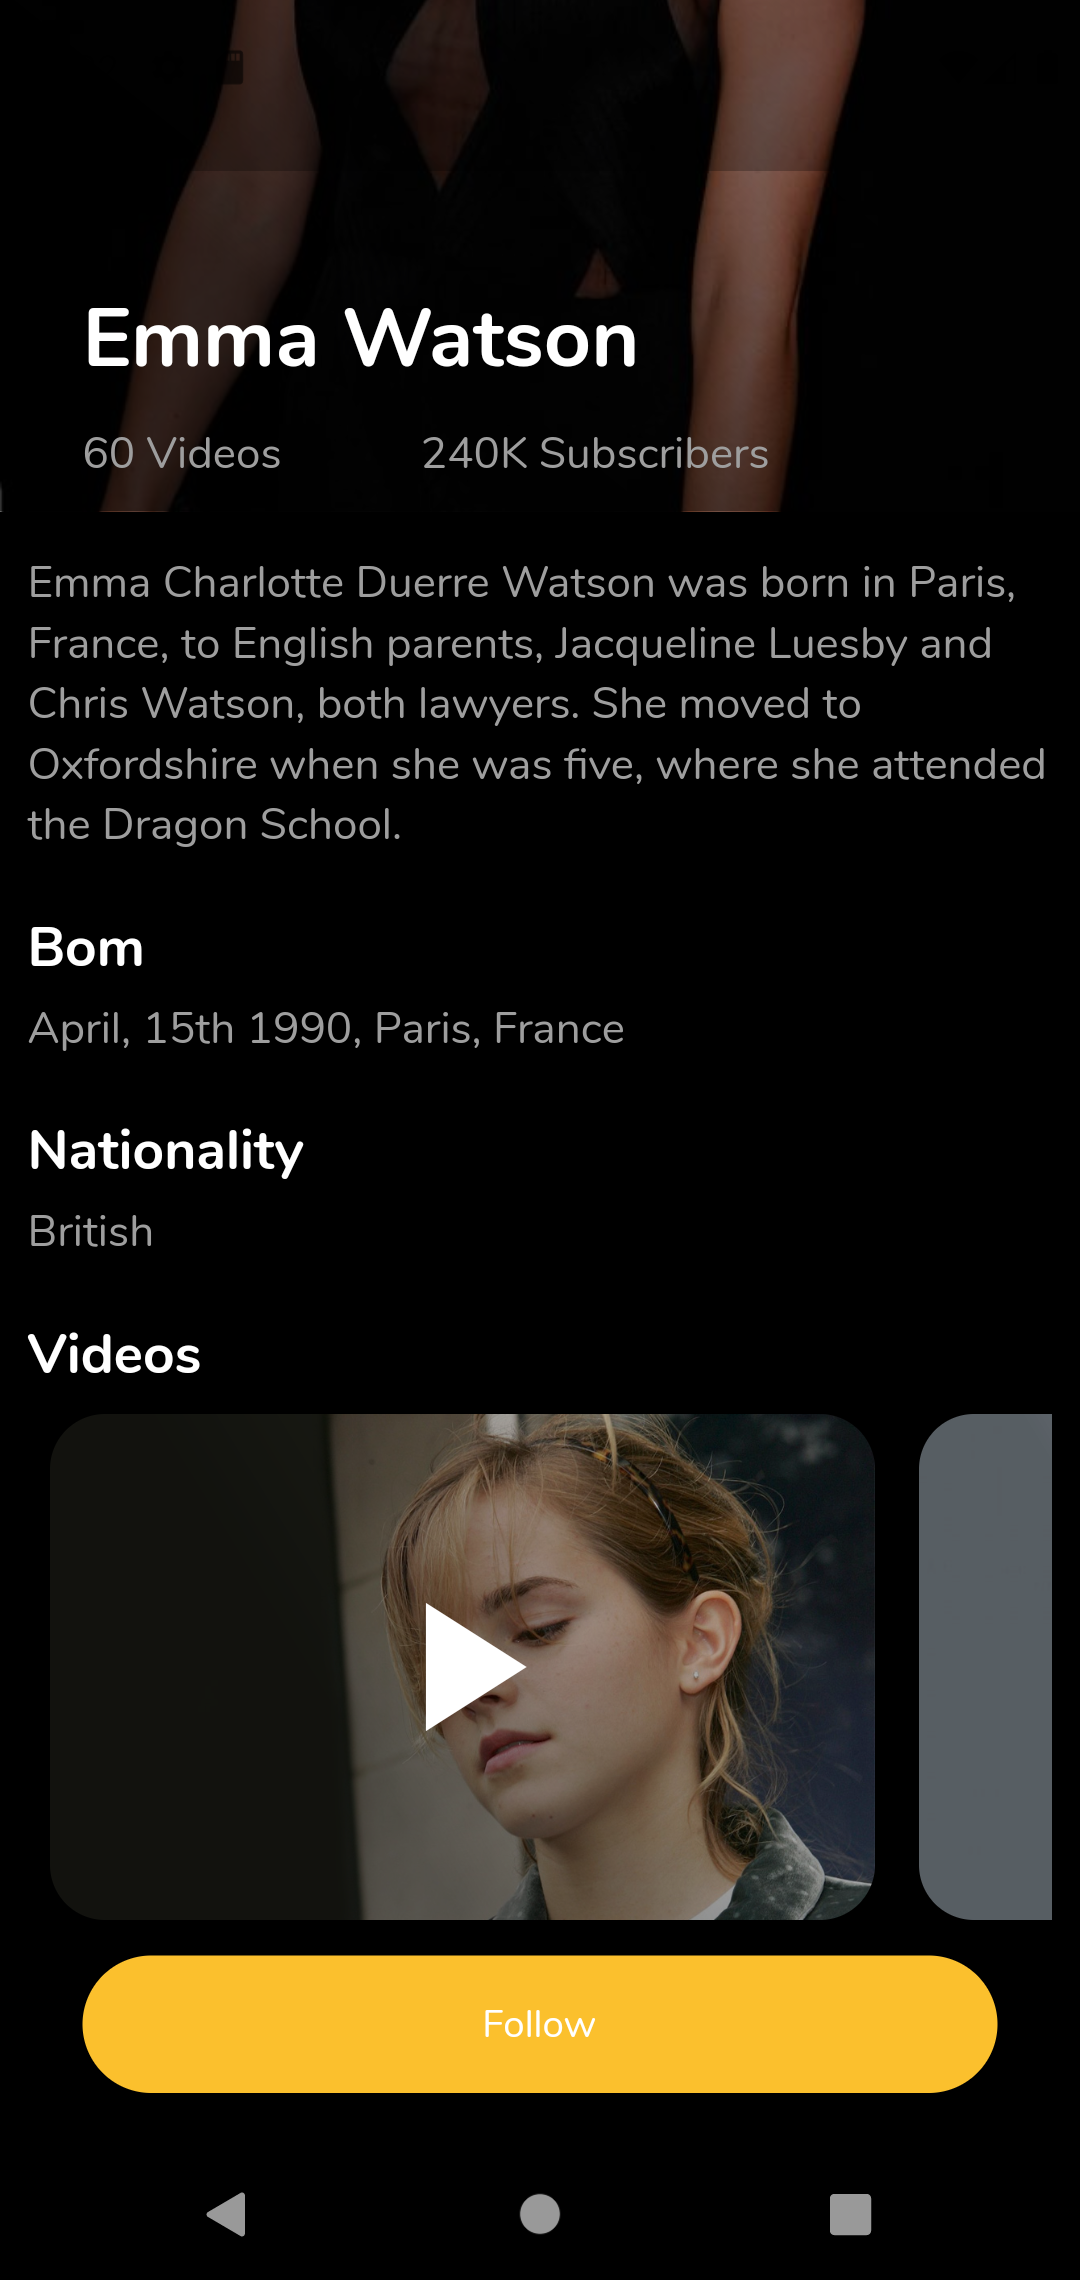 Emma Watson
60 Videos 240K Subscribers
Emma Charlotte Duerre Watson was born in Paris,
France, to English parents, Jacqueline Luesby and
Chris Watson, both lawyers. She moved to
Oxfordshire when she was five, where she attended
the Dragon School.
Born
April, 15th 1990, Paris, France
Nationality
British
Videos
Follow